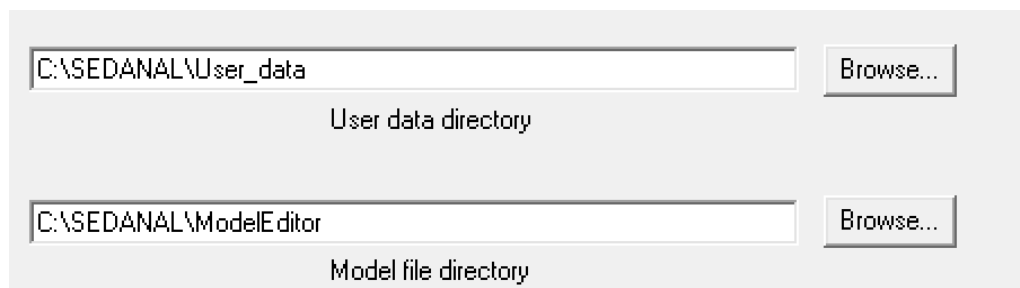 C:\SEDANAL\User_data Browse...
User data directory
C:\SEDANAL\ModelEditor Browse...
Model file directory